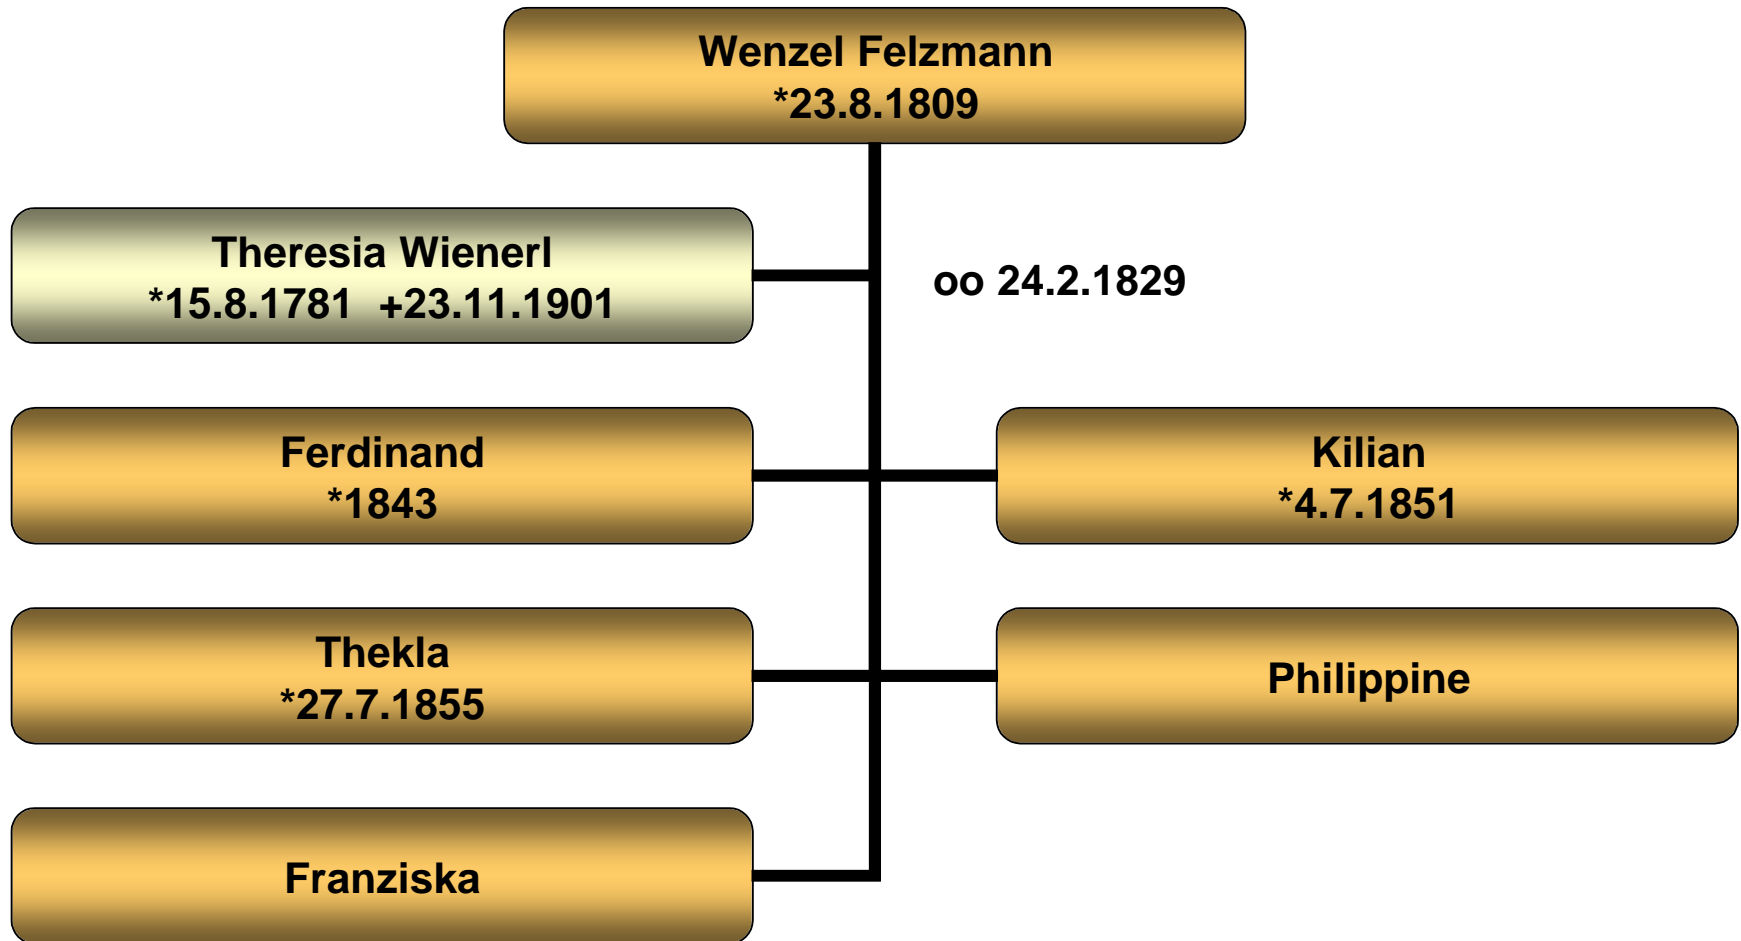 Wenzel Felzmann
*23.8.1809
Theresia Wienerl
*15.8.1781  +23.11.1901
oo 24.2.1829
Ferdinand
*1843
Kilian
*4.7.1851
Thekla
*27.7.1855
Philippine
Franziska